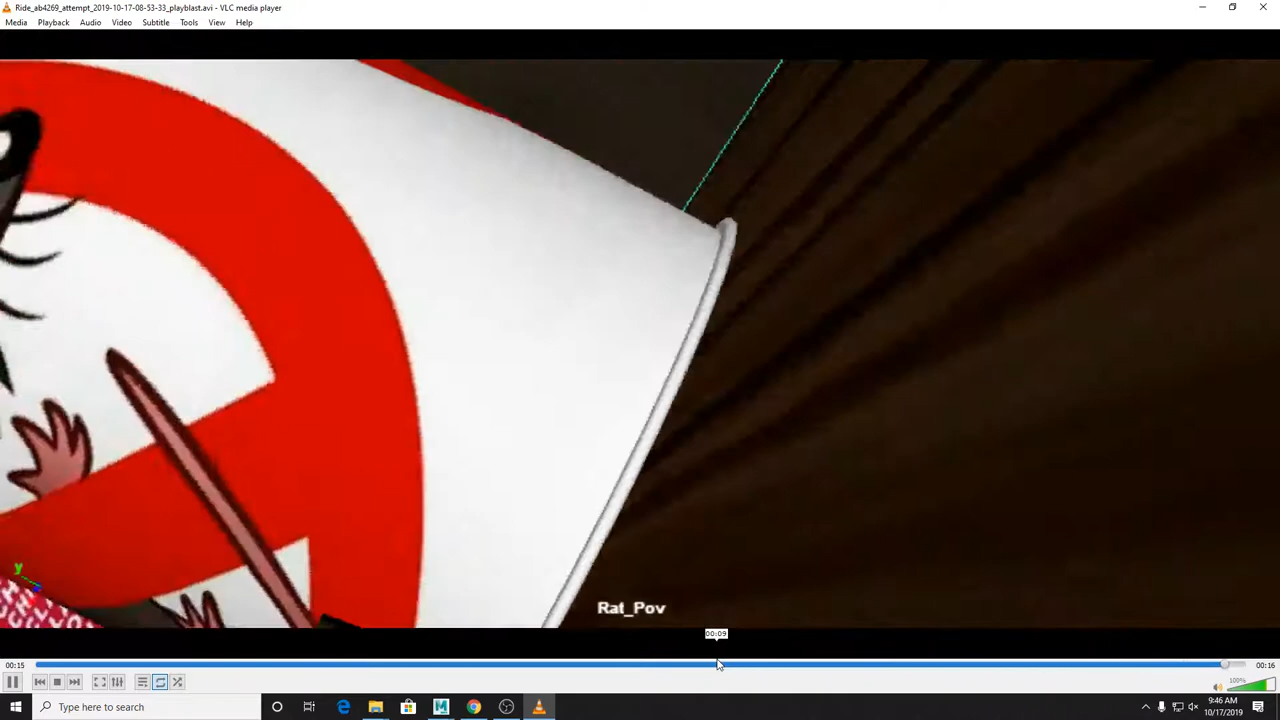 Ride_ab4269_attempt_2019-10-17-08-53-33_playblast.avi - VLC media player
Media Playback Audio Video Subtitle Tools View Help
y
Rat_Pov
00:09
00:15
00:16
100%
Type here to search
9:46 AM
10/17/2019